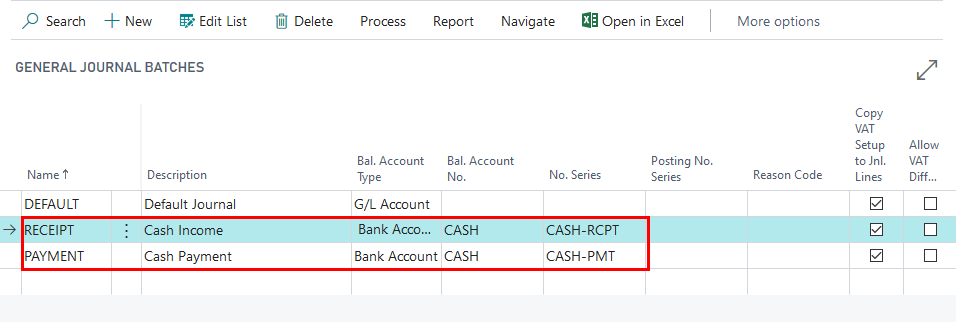 Search + New Edit List Delete Process Report Navigate Open in Excel More options
GENERAL JOURNAL BATCHES
Name ↑ Description Bal. Account Type Bal. Account No. No. Series Posting No. Series Reason Code Copy VAT Setup to Jnl. Lines Allow VAT Diff...
DEFAULT Default Journal G/L Account
RECEIPT Cash Income Bank Acco... CASH CASH-RCPT
PAYMENT Cash Payment Bank Account CASH CASH-PMT